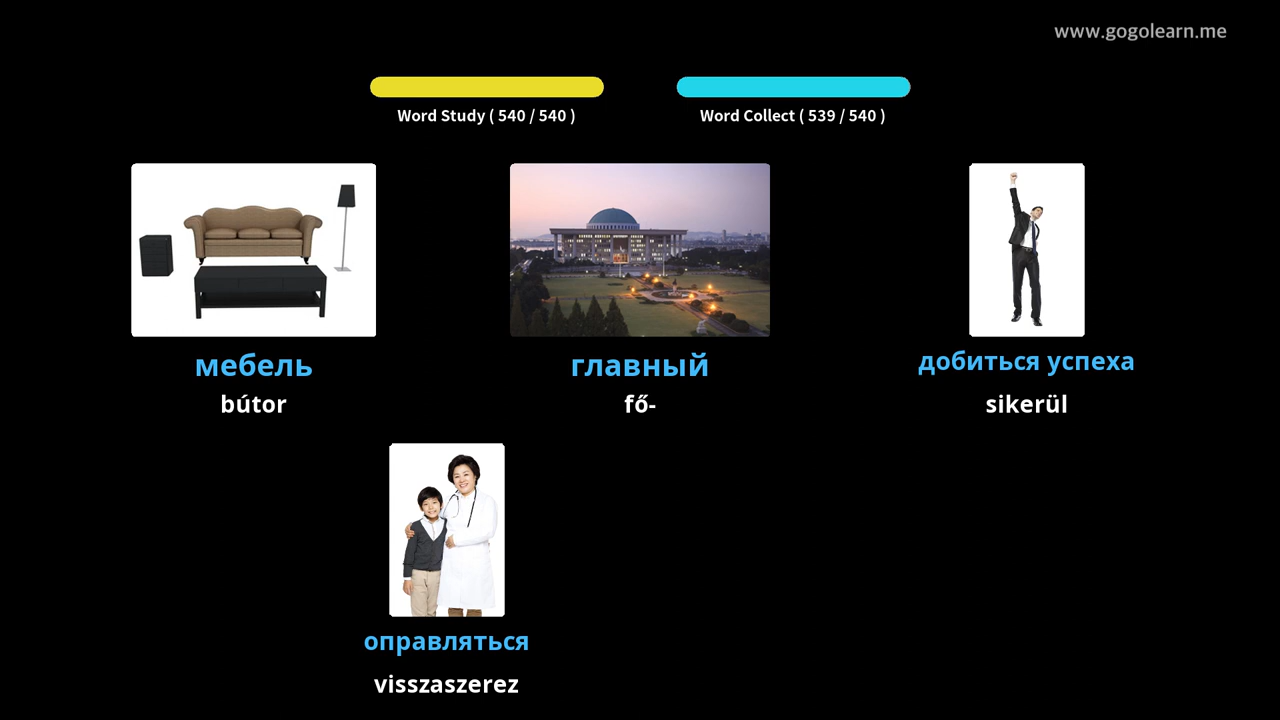 www.gogolearn.me
Word Study ( 540 / 540 )
Word Collect ( 539 / 540 )
мебель
bútor
главный
fő-
добиться успеха
sikerül
оправляться
visszaszerez